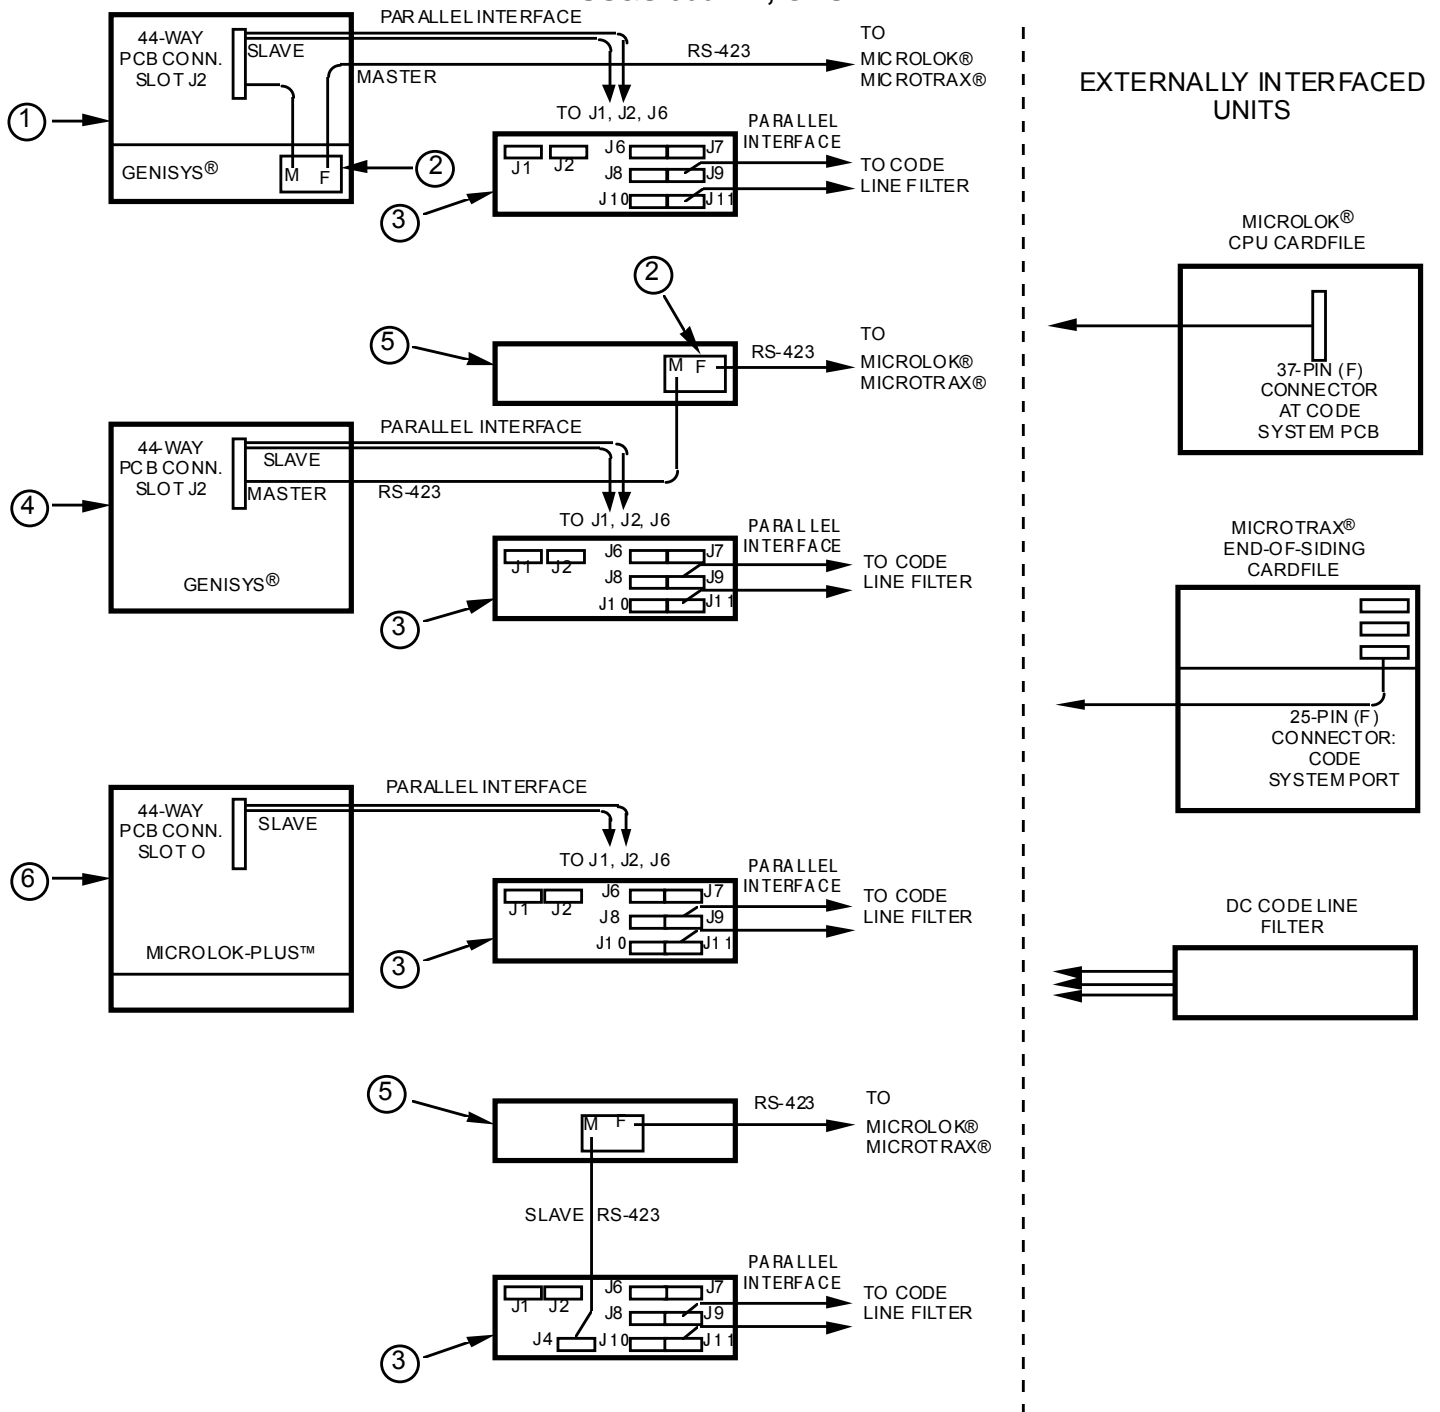 PARALLEL INTERFACE
44-WAY
PCB CONN.
SLOT J2
SLAVE
MASTER
RS-423
TO
MICROLOK®
MICROTRAX®
1
GENISYS®
M F
2
TO J1, J2, J6
PARALLEL
INTERFACE
J1 J2 J6 J7
J8 J9
J10 J11
TO CODE
LINE FILTER
3
2
5
M F
RS-423
TO
MICROLOK®
MICROTRAX®
PARALLEL INTERFACE
44-WAY
PCB CONN.
SLOT J2
SLAVE
MASTER
RS-423
4
GENISYS®
TO J1, J2, J6
PARALLEL
INTERFACE
J1 J2 J6 J7
J8 J9
J10 J11
TO CODE
LINE FILTER
3
PARALLEL INTERFACE
44-WAY
PCB CONN.
SLOT O
SLAVE
6
MICROLOK-PLUS™
TO J1, J2, J6
PARALLEL
INTERFACE
J1 J2 J6 J7
J8 J9
J10 J11
TO CODE
LINE FILTER
3
5
M F
RS-423
TO
MICROLOK®
MICROTRAX®
SLAVE RS-423
PARALLEL
INTERFACE
J1 J2 J6 J7
J8 J9
J4 J10 J11
TO CODE
LINE FILTER
3
EXTERNALLY INTERFACED
UNITS
MICROLOK®
CPU CARDFILE
37-PIN (F)
CONNECTOR
AT CODE
SYSTEM PCB
MICROTRAX®
END-OF-SIDING
CARDFILE
25-PIN (F)
CONNECTOR:
CODE
SYSTEM PORT
DC CODE LINE
FILTER